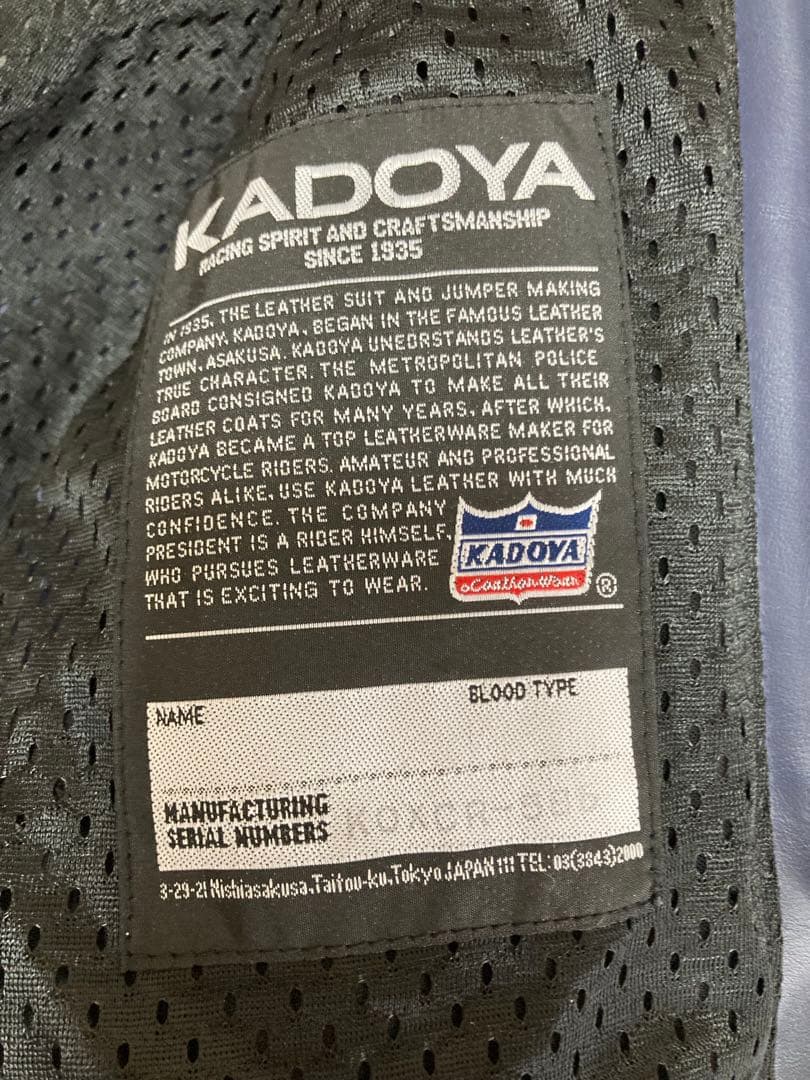 KADOYA
RACING SPIRIT AND CRAFTSMANSHIP
SINCE 1935
IN 1935, THE LEATHER SUIT AND JUMPER MAKING
COMPANY, KADOYA, BEGAN IN THE FAMOUS LEATHER
TOWN, ASAKUSA. KADOYA UNEDRSTANDS LEATHER'S
TRUE CHARACTER. THE METROPOLITAN POLICE
BOARD CONSIGNED KADOYA TO MAKE ALL THEIR
LEATHER COATS FOR MANY YEARS, AFTER WHICH,
KADOYA BECAME A TOP LEATHERWARE MAKER FOR
MOTORCYCLE RIDERS. AMATEUR AND PROFESSIONAL
RIDERS ALIKE, USE KADOYA LEATHER WITH MUCH
CONFIDENCE. THE COMPANY
PRESIDENT IS A RIDER HIMSELF,
WHO PURSUES LEATHERWARE
THAT IS EXCITING TO WEAR.
KADOYA
®
NAME
BLOOD TYPE
MANUFACTURING
SERIAL NUMBERS
3-29-21 Nishiasakusa,Taitou-ku,Tokyo JAPAN 111 TEL: 03(3843)2000